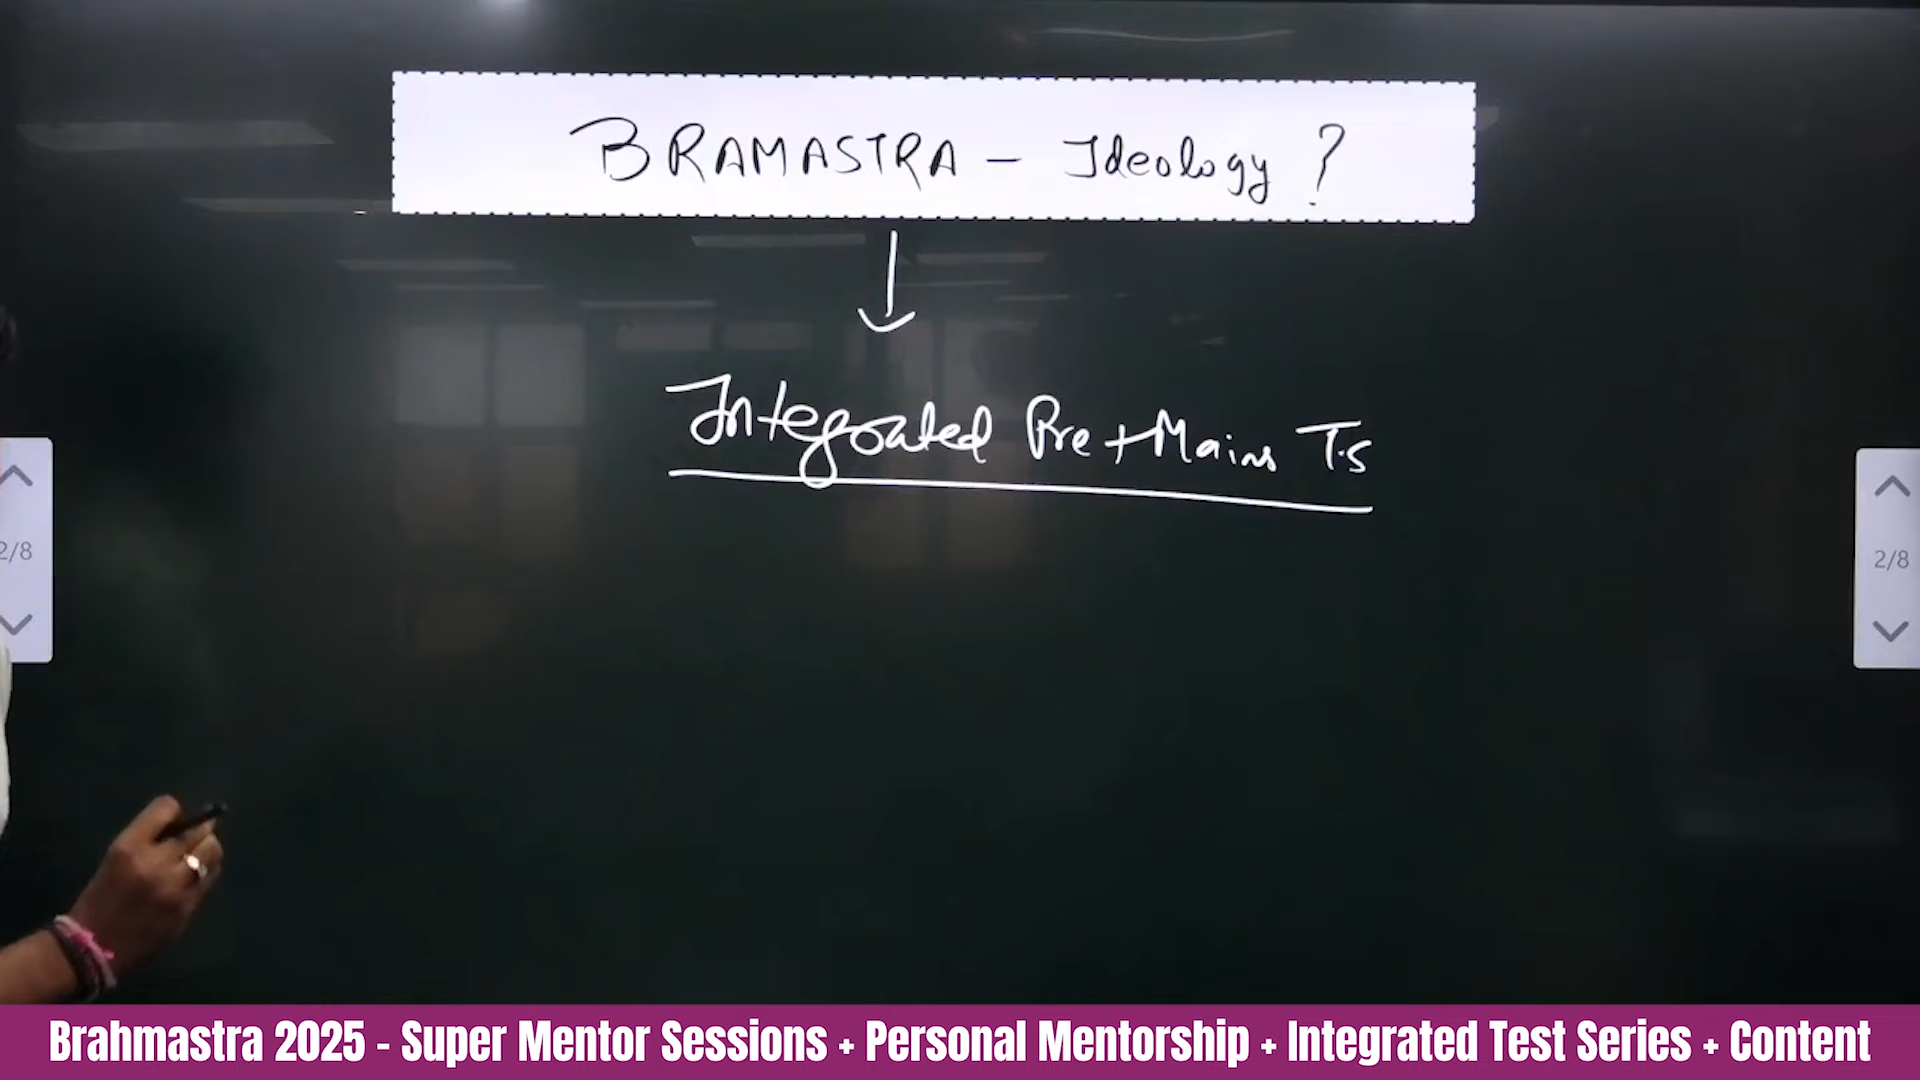 BRAMASTRA - Ideology ?
Integrated Pre + Mains T.S
2/8
2/8
Brahmastra 2025 - Super Mentor Sessions + Personal Mentorship + Integrated Test Series + Content